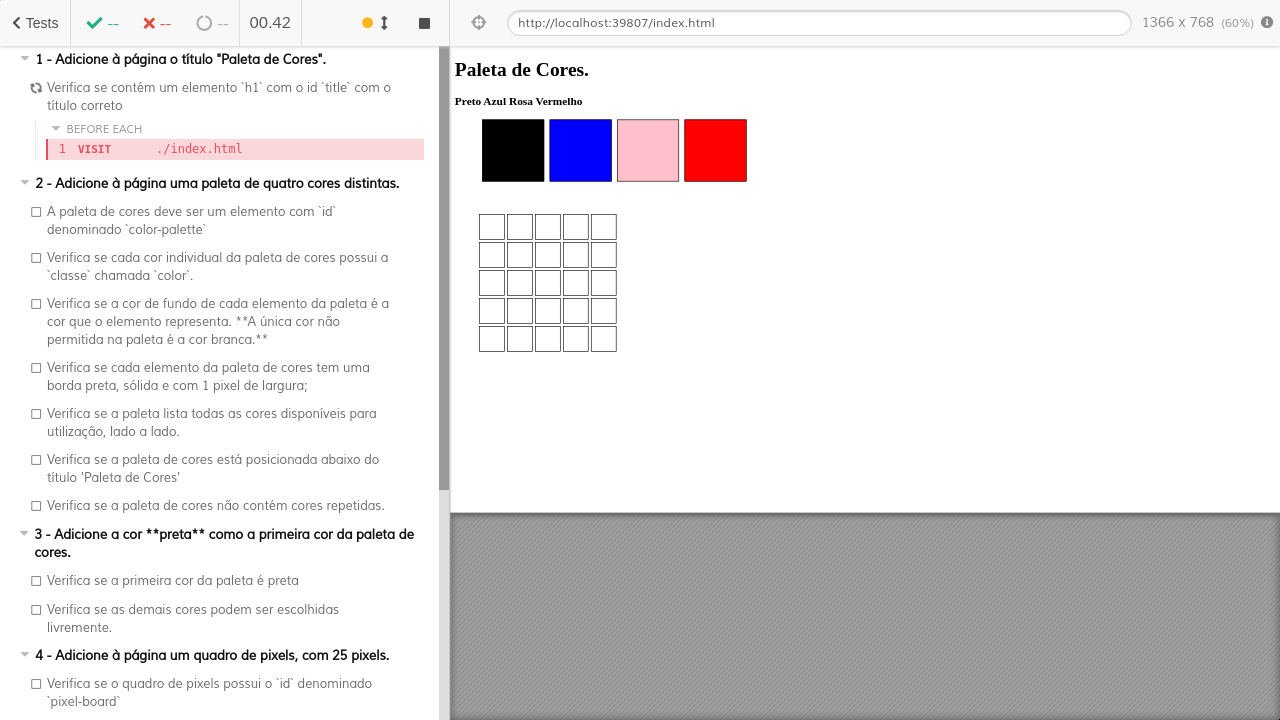 Tests
--
--
--
00.42
http://localhost:39807/index.html
1366 x 768 (60%)
1 - Adicione à página o título "Paleta de Cores".
Verifica se contém um elemento `h1` com o id `title` com o
título correto
BEFORE EACH
1 VISIT ./index.html
2 - Adicione à página uma paleta de quatro cores distintas.
A paleta de cores deve ser um elemento com `id`
denominado `color-palette`
Verifica se cada cor individual da paleta de cores possui a
`classe` chamada `color`.
Verifica se a cor de fundo de cada elemento da paleta é a
cor que o elemento representa. **A única cor não
permitida na paleta é a cor branca.**
Verifica se cada elemento da paleta de cores tem uma
borda preta, sólida e com 1 pixel de largura;
Verifica se a paleta lista todas as cores disponíveis para
utilização, lado a lado.
Verifica se a paleta de cores está posicionada abaixo do
título 'Paleta de Cores'
Verifica se a paleta de cores não contém cores repetidas.
3 - Adicione a cor **preta** como a primeira cor da paleta de
cores.
Verifica se a primeira cor da paleta é preta
Verifica se as demais cores podem ser escolhidas
livremente.
4 - Adicione à página um quadro de pixels, com 25 pixels.
Verifica se o quadro de pixels possui o `id` denominado
`pixel-board`
Paleta de Cores.
Preto Azul Rosa Vermelho